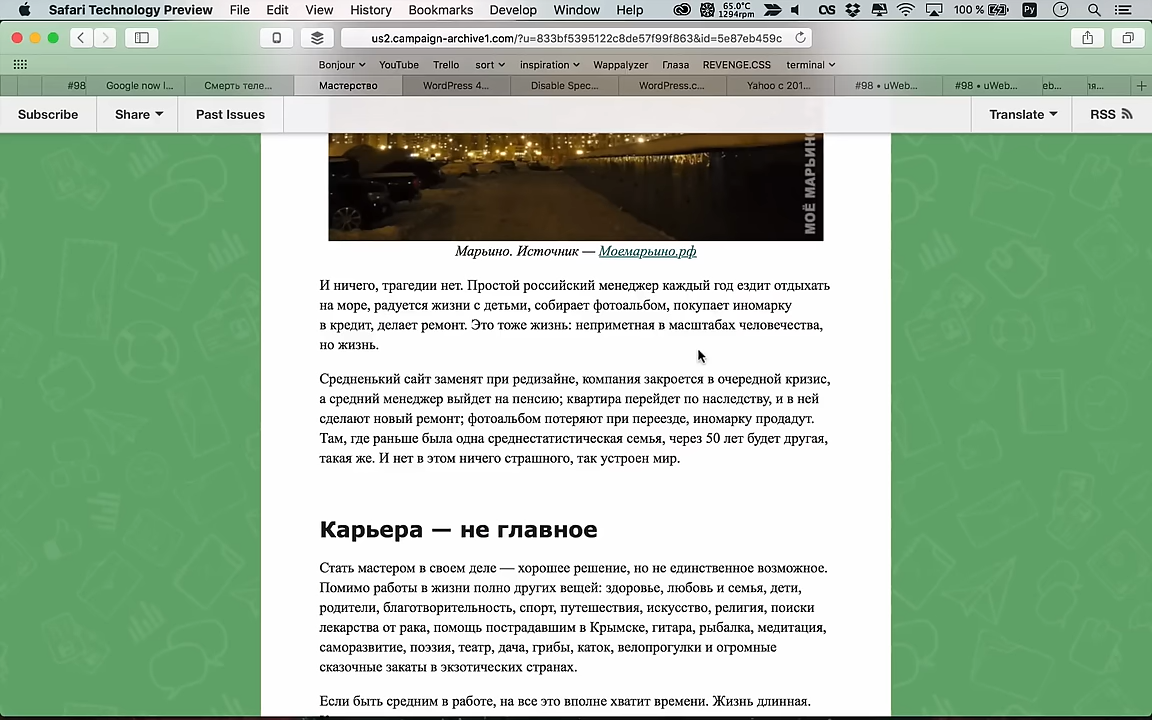 Safari Technology Preview File Edit View History Bookmarks Develop Window Help
65.0°C
1294rpm
100 %
Py
us2.campaign-archive1.com/?u=833bf5395122c8de57f99f863&id=5e87eb459c
Bonjour YouTube Trello sort inspiration Wappalyzer Глаза REVENGE.CSS terminal
#98 Google now l... Смерть теле... Мастерство WordPress 4... Disable Spec... WordPress.c... Yahoo c 201... #98 • uWeb... #98 • uWeb... eb...
Subscribe Share Past Issues Translate RSS
МОЁ МАРЬИНО
Марьино. Источник — Моемарьино.рф
И ничего, трагедии нет. Простой российский менеджер каждый год ездит отдыхать
на море, радуется жизни с детьми, собирает фотоальбом, покупает иномарку
в кредит, делает ремонт. Это тоже жизнь: неприметная в масштабах человечества,
но жизнь.
Средненький сайт заменят при редизайне, компания закроется в очередной кризис,
а средний менеджер выйдет на пенсию; квартира перейдет по наследству, и в ней
сделают новый ремонт; фотоальбом потеряют при переезде, иномарку продадут.
Там, где раньше была одна среднестатистическая семья, через 50 лет будет другая,
такая же. И нет в этом ничего страшного, так устроен мир.
Карьера — не главное
Стать мастером в своем деле — хорошее решение, но не единственное возможное.
Помимо работы в жизни полно других вещей: здоровье, любовь и семья, дети,
родители, благотворительность, спорт, путешествия, искусство, религия, поиски
лекарства от рака, помощь пострадавшим в Крымске, гитара, рыбалка, медитация,
саморазвитие, поэзия, театр, дача, грибы, каток, велопрогулки и огромные
сказочные закаты в экзотических странах.
Если быть средним в работе, на все это вполне хватит времени. Жизнь длинная.